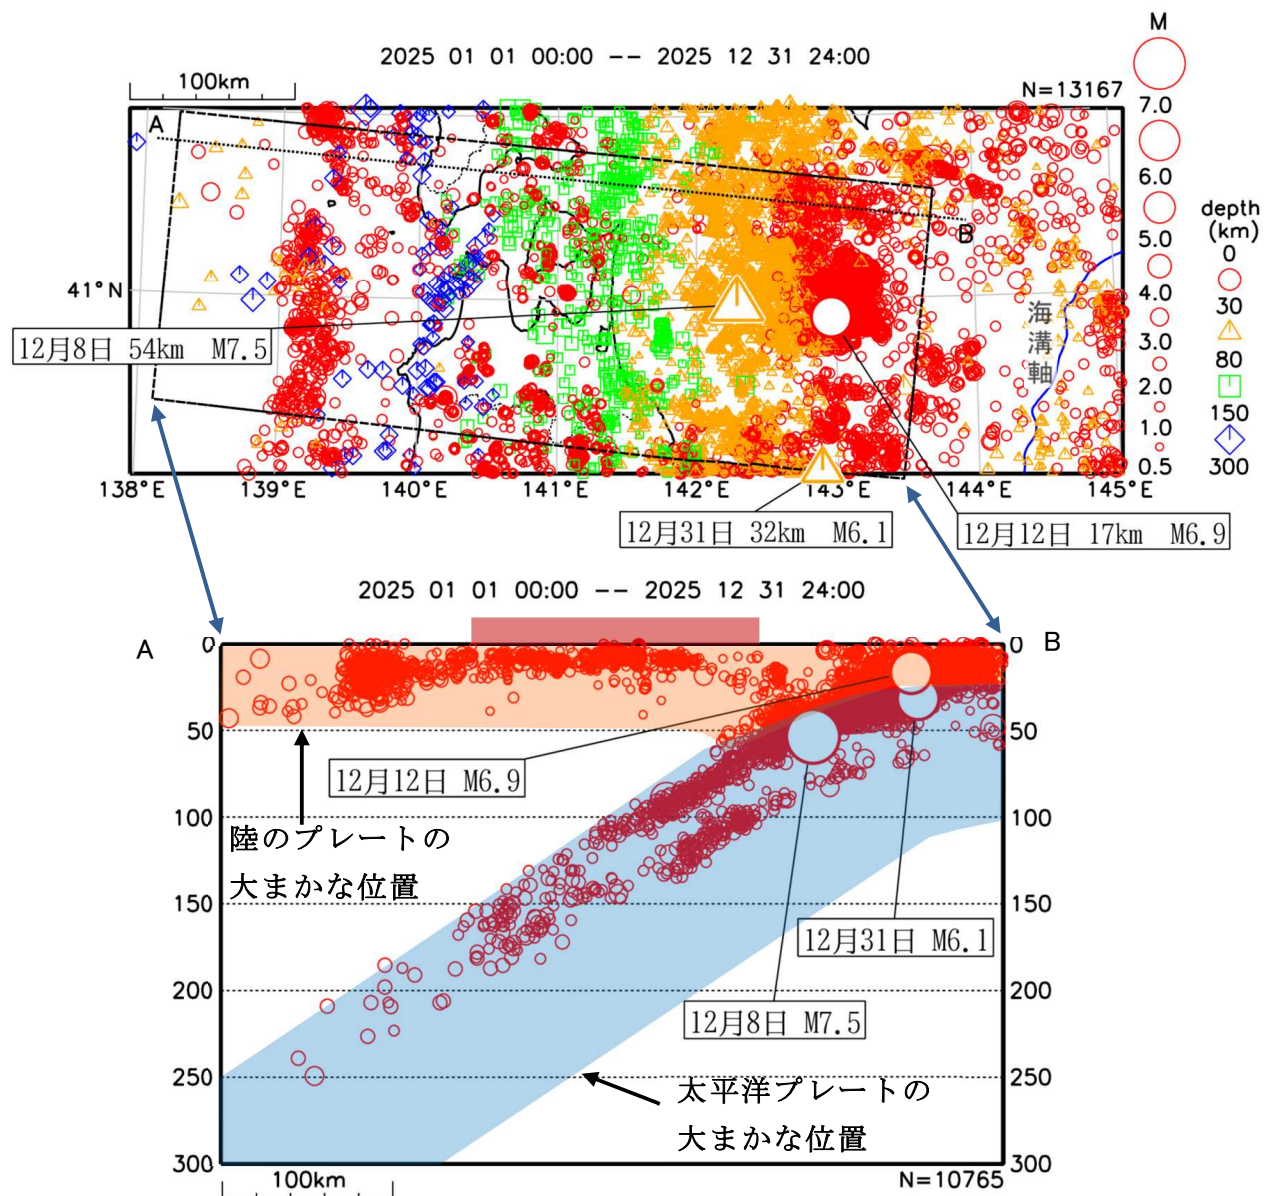 2025 01 01 00:00 -- 2025 12 31 24:00
M
100km
N=13167
7.0
6.0
5.0
4.0
3.0
2.0
1.0
0.5
depth
(km)
0
30
80
150
300
A
B
41°N
海溝軸
12月8日 54km M7.5
138°E 139°E 140°E 141°E 142°E 143°E 144°E 145°E
12月31日 32km M6.1
12月12日 17km M6.9
2025 01 01 00:00 -- 2025 12 31 24:00
A
B
0 0
50 50
12月12日 M6.9
100 100
陸のプレートの
大まかな位置
150 150
12月31日 M6.1
200 200
12月8日 M7.5
250 250
太平洋プレートの
大まかな位置
300 300
100km
N=10765